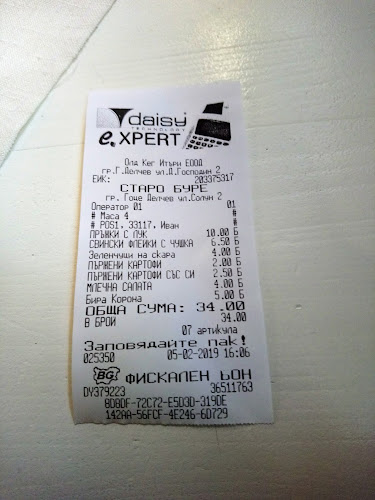 daisy
TECHNOLOGY
eXPERT
Олд Кег Итърн ЕООД
гр.Г.Делчев ул.Д.Господин 2
ЕИК: 203375317
СТАРО БУРЕ
гр. Гоце Делчев ул.Солун 2
Оператор 01 01
# Маса 4 #
# POS1, 33117, Иван #
ПРЪЖКИ С ЛУК 10.00 Б
СВИНСКИ ФЛЕЙКИ С ЧУШКА 6.50 Б
Зеленчуци на скара 4.00 Б
ПЪРЖЕНИ КАРТОФИ 2.00 Б
ПЪРЖЕНИ КАРТОФИ СЪС СИ 2.50 Б
МЛЕЧНА САЛАТА 4.00 Б
Бира Корона 5.00 Б
ОБЩА СУМА: 34.00
В БРОЙ 34.00
07 артикула
Заповядайте пак!
025350 05-02-2019 16:06
BG ФИСКАЛЕН БОН
DY379223 36511763
8D8DF-72C72-E5D3D-319DE
142AA-56FCF-4E246-6D729